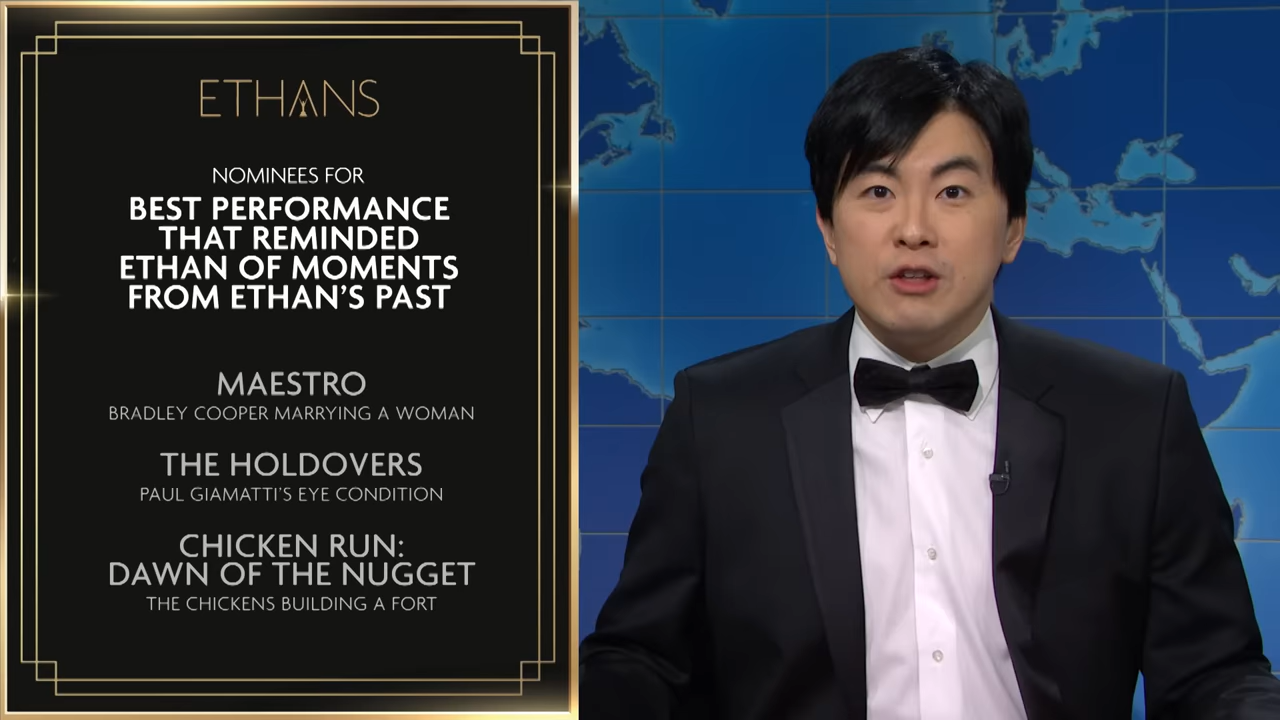 ETHANS
NOMINEES FOR
BEST PERFORMANCE
THAT REMINDED
ETHAN OF MOMENTS
FROM ETHAN'S PAST
MAESTRO
BRADLEY COOPER MARRYING A WOMAN
THE HOLDOVERS
PAUL GIAMATTI'S EYE CONDITION
CHICKEN RUN:
DAWN OF THE NUGGET
THE CHICKENS BUILDING A FORT